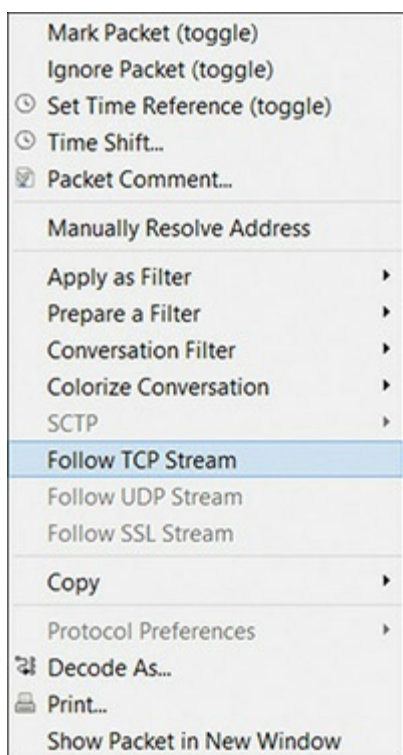 Mark Packet (toggle)
Ignore Packet (toggle)
Set Time Reference (toggle)
Time Shift...
Packet Comment...
Manually Resolve Address
Apply as Filter
Prepare a Filter
Conversation Filter
Colorize Conversation
SCTP
Follow TCP Stream
Follow UDP Stream
Follow SSL Stream
Copy
Protocol Preferences
Decode As...
Print...
Show Packet in New Window